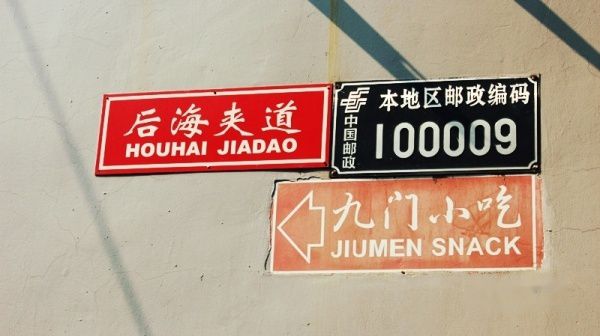 后海夹道
HOUHAI JIADAO
本地区邮政编码
中国邮政
100009
九门小吃
JIUMEN SNACK